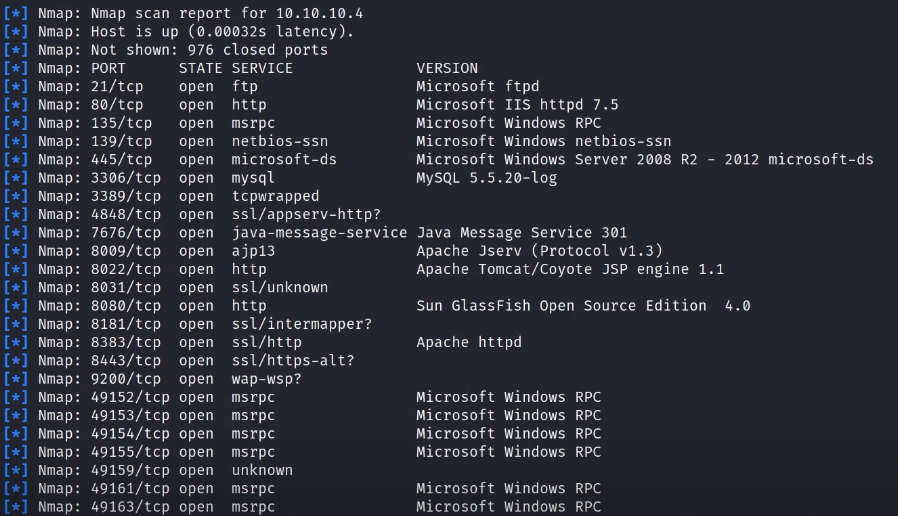 [*] Nmap: Nmap scan report for 10.10.10.4
[*] Nmap: Host is up (0.00032s latency).
[*] Nmap: Not shown: 976 closed ports
[*] Nmap: PORT      STATE SERVICE              VERSION
[*] Nmap: 21/tcp    open  ftp                  Microsoft ftpd
[*] Nmap: 80/tcp    open  http                 Microsoft IIS httpd 7.5
[*] Nmap: 135/tcp   open  msrpc                Microsoft Windows RPC
[*] Nmap: 139/tcp   open  netbios-ssn          Microsoft Windows netbios-ssn
[*] Nmap: 445/tcp   open  microsoft-ds         Microsoft Windows Server 2008 R2 - 2012 microsoft-ds
[*] Nmap: 3306/tcp  open  mysql                MySQL 5.5.20-log
[*] Nmap: 3389/tcp  open  tcpwrapped
[*] Nmap: 4848/tcp  open  ssl/appserv-http?
[*] Nmap: 7676/tcp  open  java-message-service Java Message Service 301
[*] Nmap: 8009/tcp  open  ajp13                Apache Jserv (Protocol v1.3)
[*] Nmap: 8022/tcp  open  http                 Apache Tomcat/Coyote JSP engine 1.1
[*] Nmap: 8031/tcp  open  ssl/unknown
[*] Nmap: 8080/tcp  open  http                 Sun GlassFish Open Source Edition  4.0
[*] Nmap: 8181/tcp  open  ssl/intermapper?
[*] Nmap: 8383/tcp  open  ssl/http             Apache httpd
[*] Nmap: 8443/tcp  open  ssl/https-alt?
[*] Nmap: 9200/tcp  open  wap-wsp?
[*] Nmap: 49152/tcp open  msrpc                Microsoft Windows RPC
[*] Nmap: 49153/tcp open  msrpc                Microsoft Windows RPC
[*] Nmap: 49154/tcp open  msrpc                Microsoft Windows RPC
[*] Nmap: 49155/tcp open  msrpc                Microsoft Windows RPC
[*] Nmap: 49159/tcp open  unknown
[*] Nmap: 49161/tcp open  msrpc                Microsoft Windows RPC
[*] Nmap: 49163/tcp open  msrpc                Microsoft Windows RPC